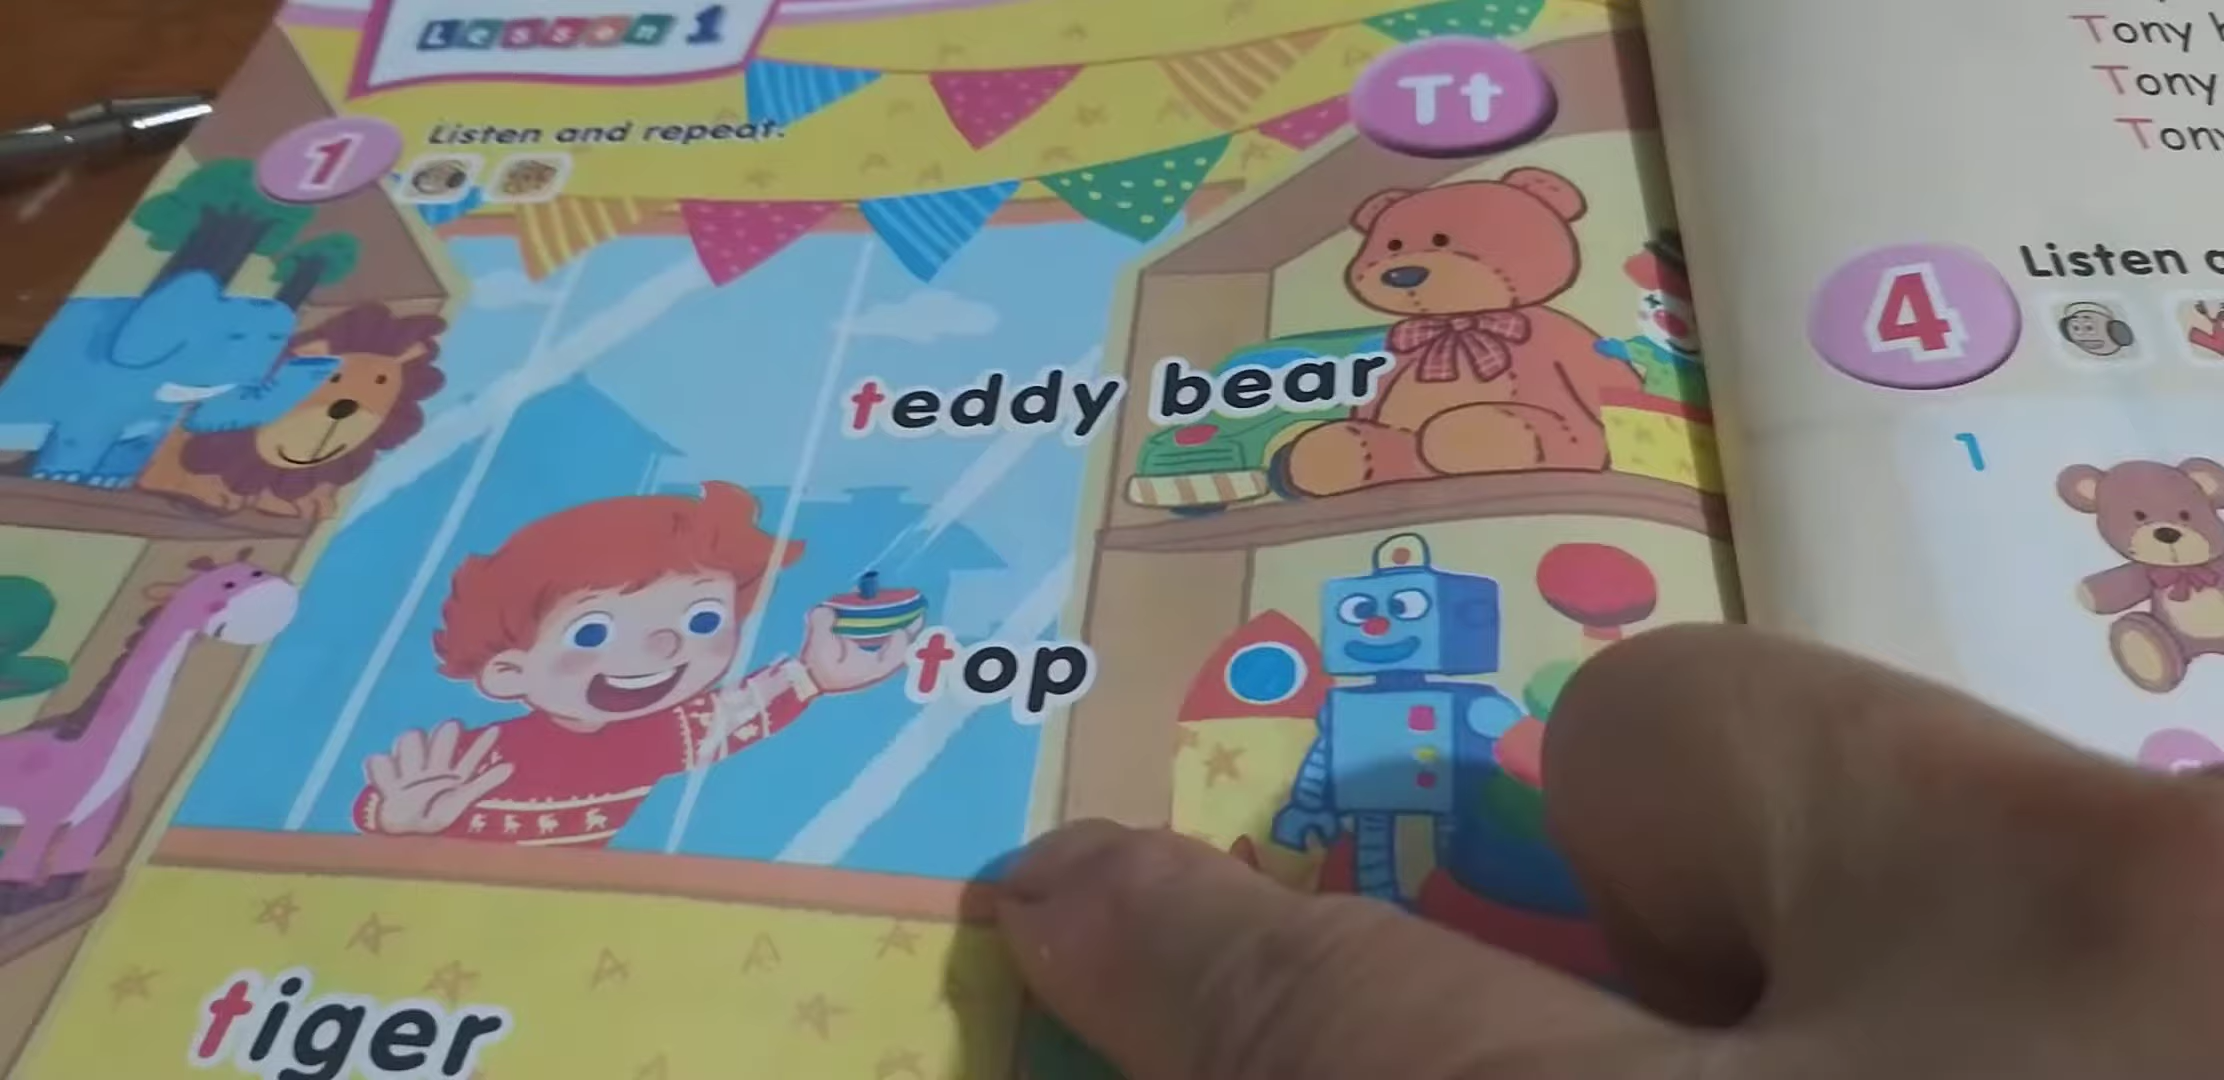 Lesson 1
Tt
1 Listen and repeat.
teddy bear
top
tiger
Tony
Tony
Tony
4 Listen
1